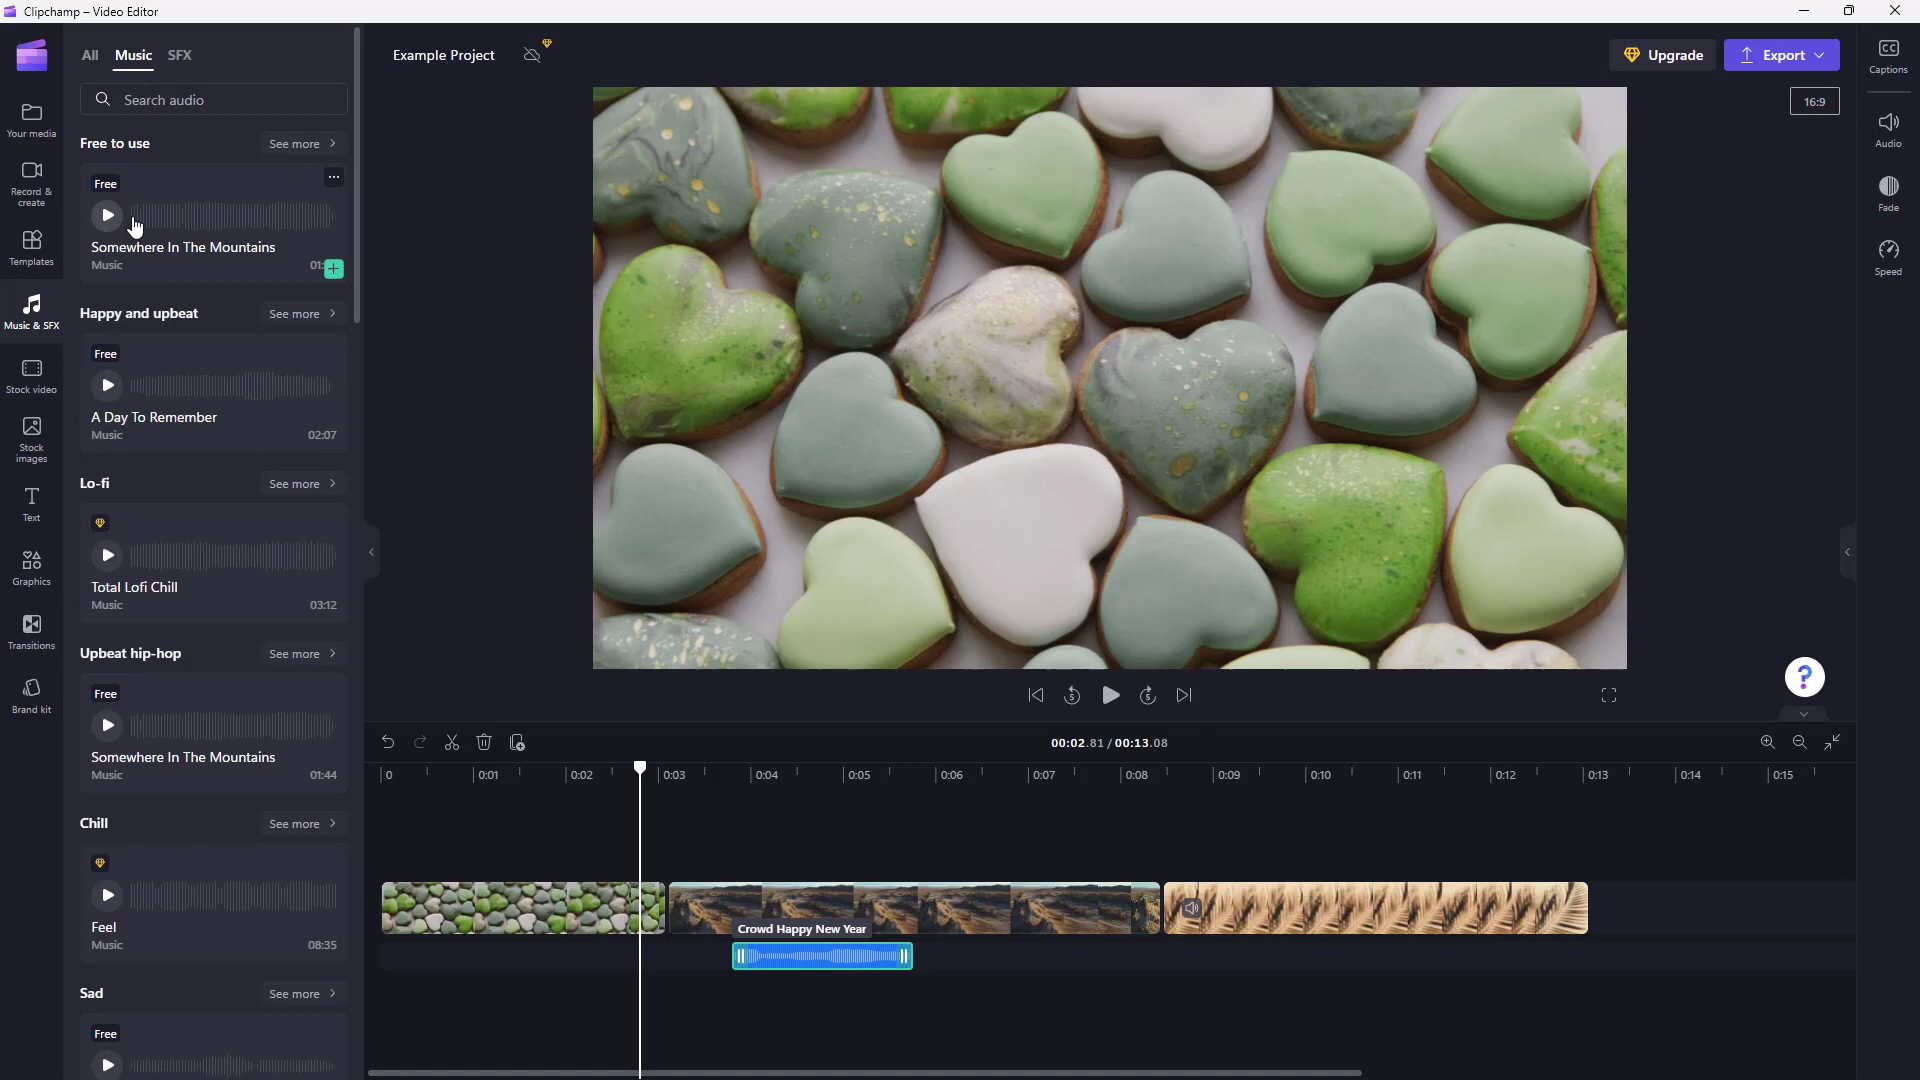 Clipchamp – Video Editor
All Music SFX
Search audio
Your media
Record & create
Templates
Music & SFX
Stock video
Stock images
Text
Graphics
Transitions
Brand kit
Free to use See more
Free
Somewhere In The Mountains
Music 01:
Happy and upbeat See more
Free
A Day To Remember
Music 02:07
Lo-fi See more
Total Lofi Chill
Music 03:12
Upbeat hip-hop See more
Free
Somewhere In The Mountains
Music 01:44
Chill See more
Feel
Music 08:35
Sad See more
Free
Example Project
Upgrade Export
16:9
Captions
Audio
Fade
Speed
5 5
?
00:02.81 / 00:13.08
0 0:01 0:02 0:03 0:04 0:05 0:06 0:07 0:08 0:09 0:10 0:11 0:12 0:13 0:14 0:15
Crowd Happy New Year